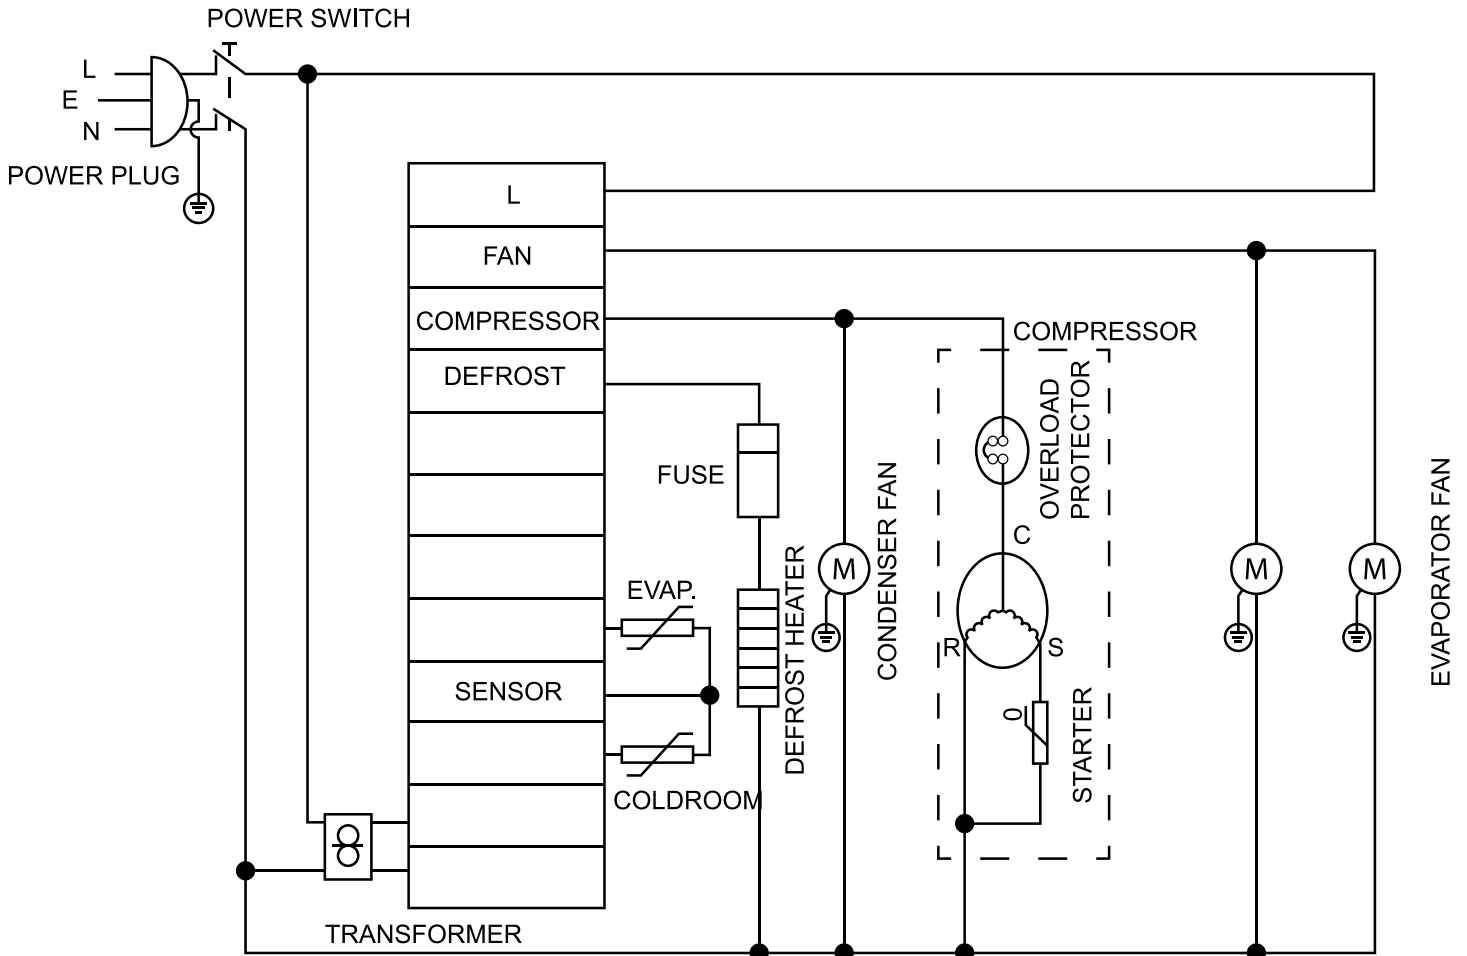 POWER SWITCH
L
E
N
POWER PLUG
L
FAN
COMPRESSOR
DEFROST
SENSOR
FUSE
EVAP.
COLDROOM
DEFROST HEATER
M
CONDENSER FAN
COMPRESSOR
OVERLOAD
PROTECTOR
C
R
S
0
STARTER
M
M
EVAPORATOR FAN
TRANSFORMER